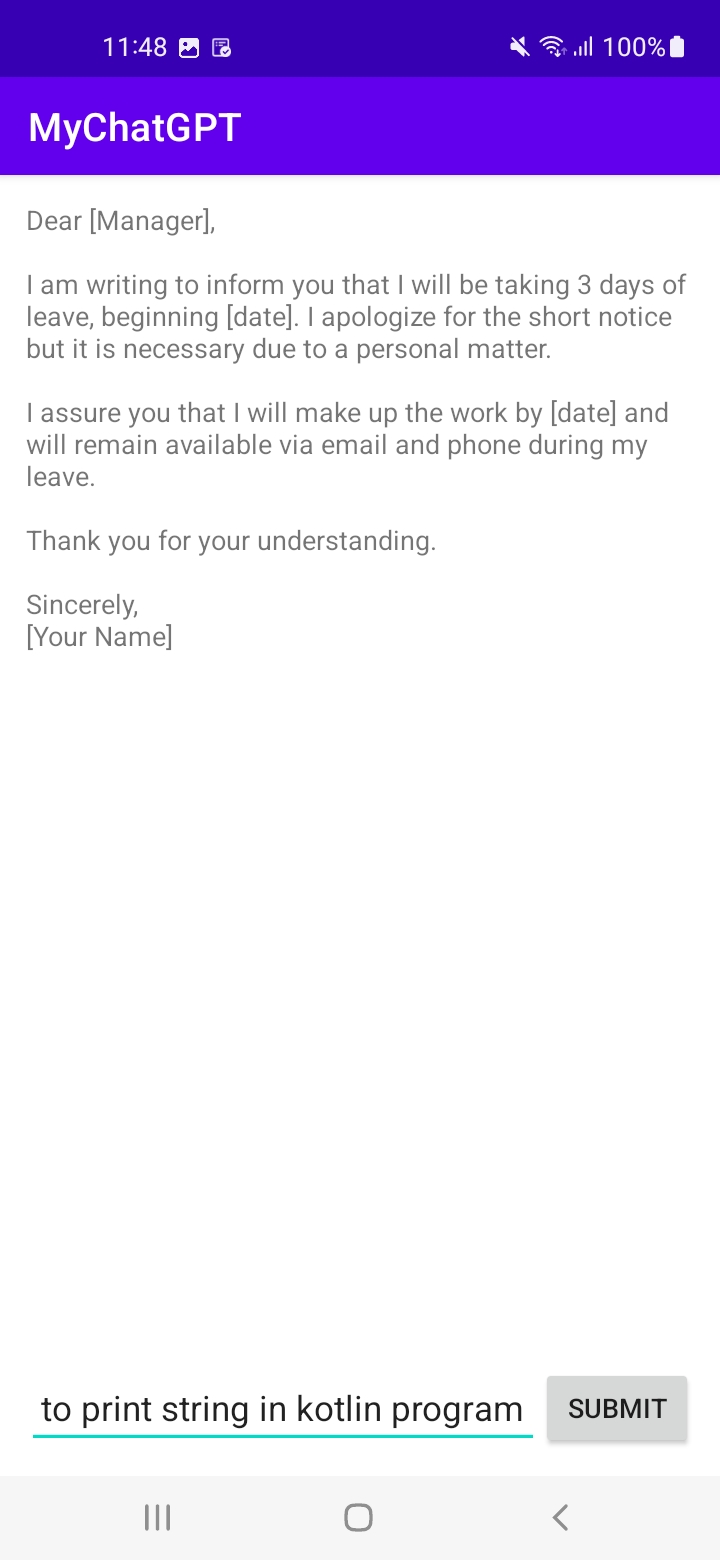 11:48
100%
MyChatGPT
Dear [Manager],
I am writing to inform you that I will be taking 3 days of
leave, beginning [date]. I apologize for the short notice
but it is necessary due to a personal matter.
I assure you that I will make up the work by [date] and
will remain available via email and phone during my
leave.
Thank you for your understanding.
Sincerely,
[Your Name]
to print string in kotlin program
SUBMIT